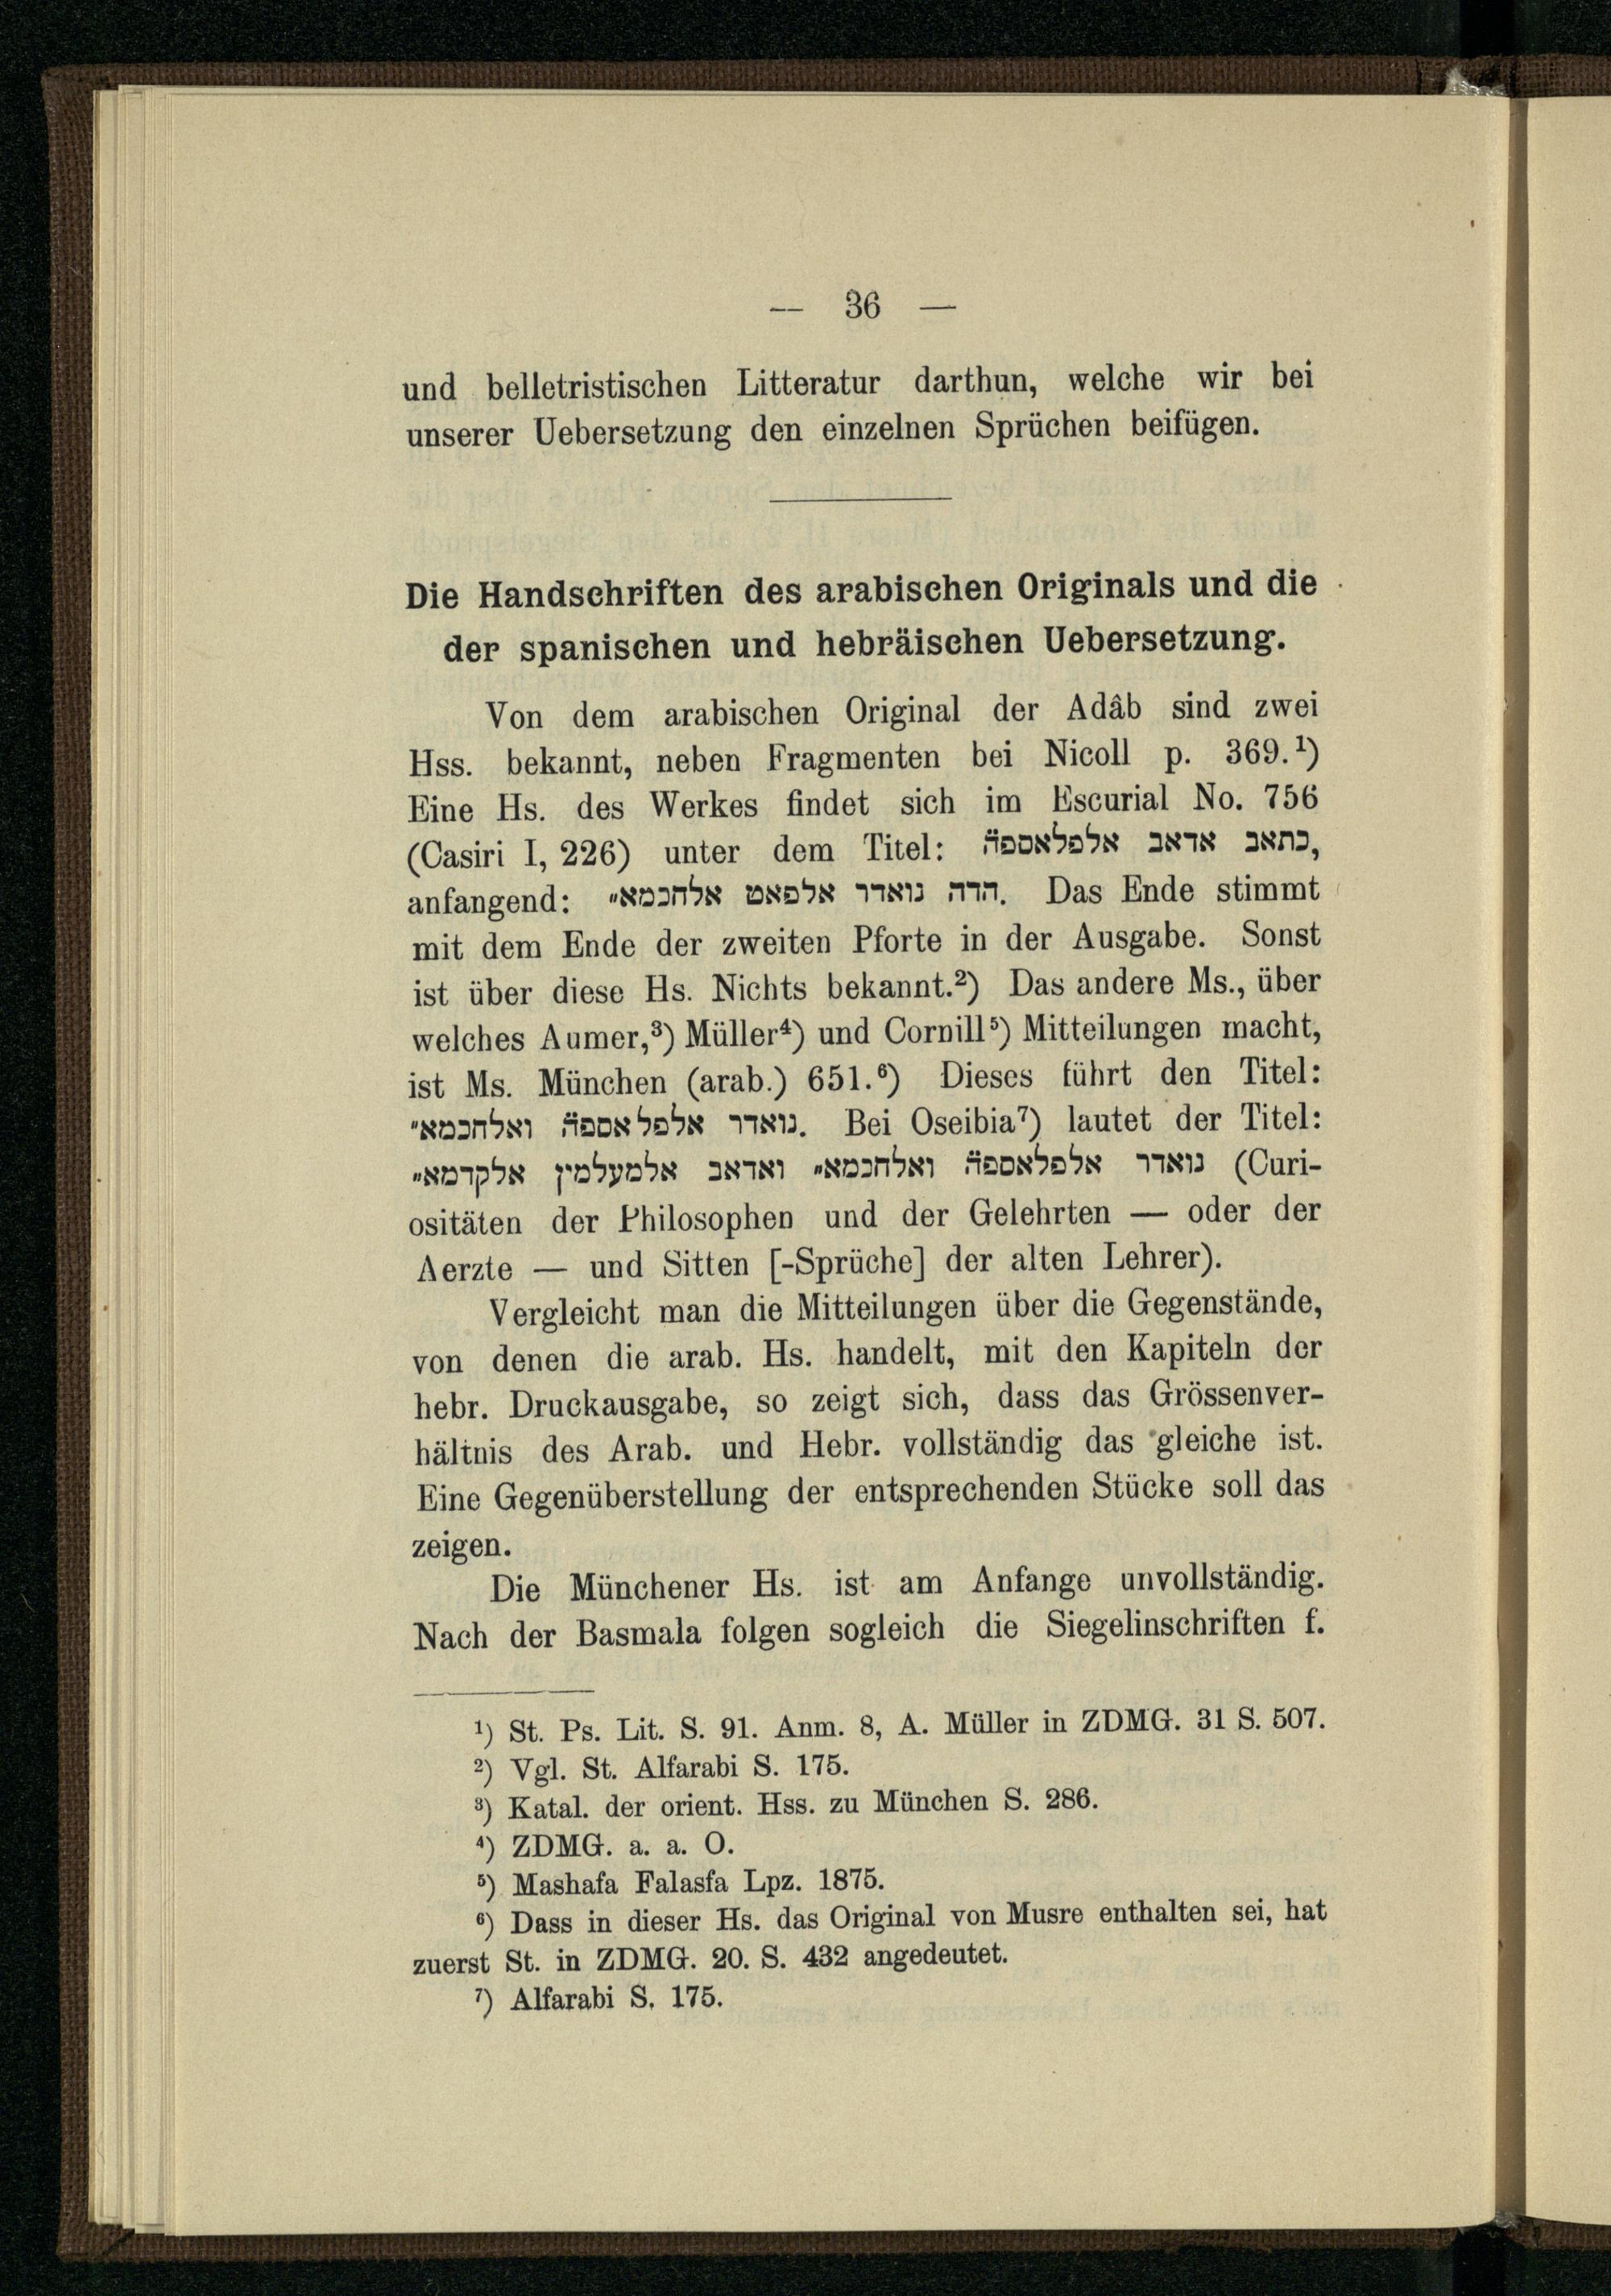 — 36 —
und belletristischen Litteratur darthun, welche wir bei
unserer Uebersetzung den einzelnen Sprüchen beifügen.
Die Handschriften des arabischen Originals und die
der spanischen und hebräischen Uebersetzung.
Von dem arabischen Original der Adâb sind zwei
Hss. bekannt, neben Fragmenten bei Nicoll p. 369.¹)
Eine Hs. des Werkes findet sich im Escurial No. 756
(Casiri I, 226) unter dem Titel: כתאב אדאב אלפלאספה̈,
anfangend: הדה נואדר אלפאט אלחכמא״. Das Ende stimmt
mit dem Ende der zweiten Pforte in der Ausgabe. Sonst
ist über diese Hs. Nichts bekannt.²) Das andere Ms., über
welches Aumer,³) Müller⁴) und Cornill⁵) Mitteilungen macht,
ist Ms. München (arab.) 651.⁶) Dieses führt den Titel:
נואדר אלפלאספה̈ ואלחכמא״. Bei Oseibia⁷) lautet der Titel:
נואדר אלפלאספה̈ ואלחכמא״ ואדאב אלמעלמין אלקדמא״ (Curi-
ositäten der Philosophen und der Gelehrten — oder der
Aerzte — und Sitten [-Sprüche] der alten Lehrer).
Vergleicht man die Mitteilungen über die Gegenstände,
von denen die arab. Hs. handelt, mit den Kapiteln der
hebr. Druckausgabe, so zeigt sich, dass das Grössenver-
hältnis des Arab. und Hebr. vollständig das gleiche ist.
Eine Gegenüberstellung der entsprechenden Stücke soll das
zeigen.
Die Münchener Hs. ist am Anfange unvollständig.
Nach der Basmala folgen sogleich die Siegelinschriften f.
¹) St. Ps. Lit. S. 91. Anm. 8, A. Müller in ZDMG. 31 S. 507.
²) Vgl. St. Alfarabi S. 175.
³) Katal. der orient. Hss. zu München S. 286.
⁴) ZDMG. a. a. O.
⁵) Mashafa Falasfa Lpz. 1875.
⁶) Dass in dieser Hs. das Original von Musre enthalten sei, hat
zuerst St. in ZDMG. 20. S. 432 angedeutet.
⁷) Alfarabi S. 175.